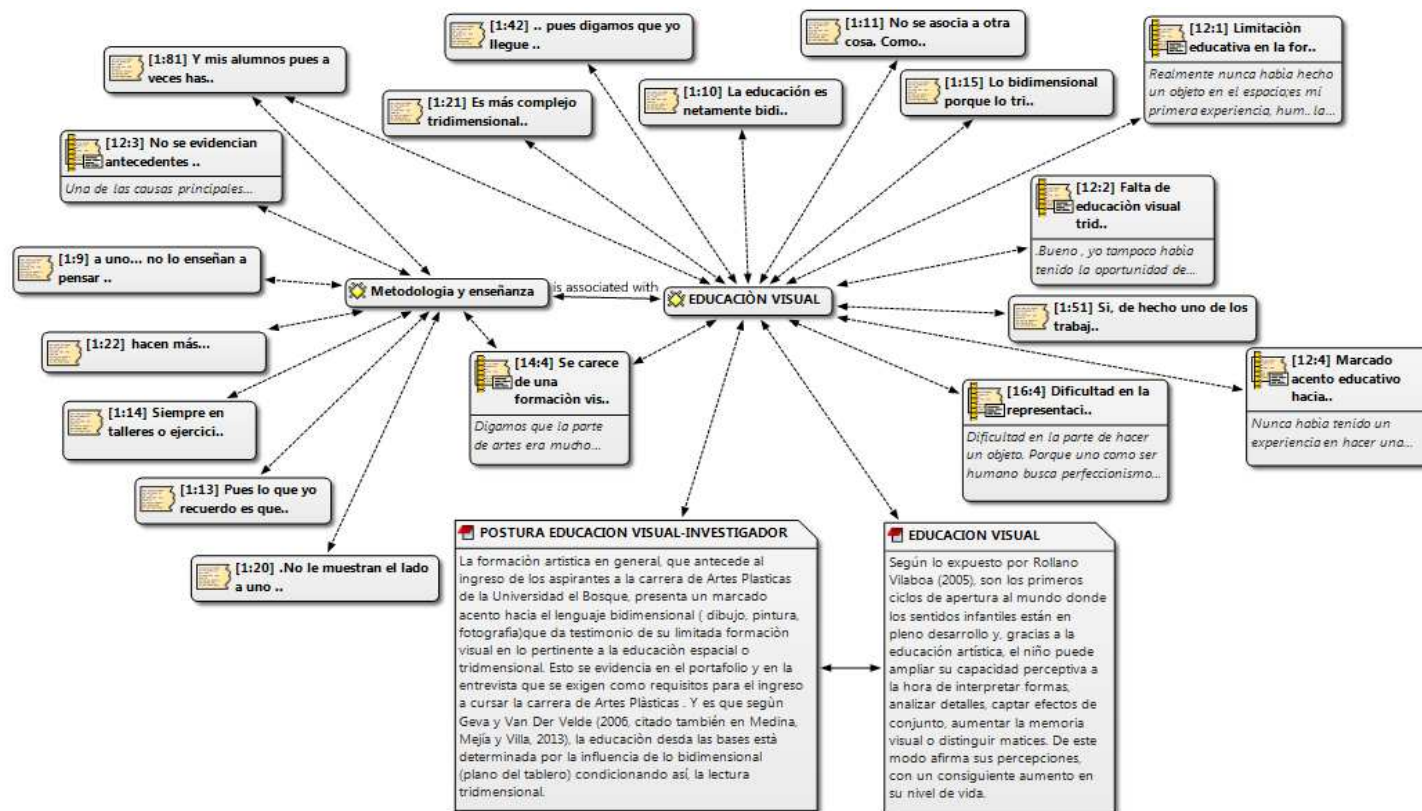 [1:42] .. pues digamos que yo
llegue ..
[1:11] No se asocia a otra
cosa. Como..
[12:1] Limitaciòn
educativa en la for..
Realmente nunca habìa hecho
un objeto en el espacio;es mi
primera experiencia, hum.. la...
[1:81] Y mis alumnos pues a
veces has..
[1:21] Es más complejo
tridimensional..
[1:10] La educación es
netamente bidi..
[1:15] Lo bidimensional
porque lo tri..
[12:3] No se evidencian
antecedentes ..
Una de las causas principales...
[12:2] Falta de
educaciòn visual
trid..
.Bueno , yo tampoco habìa
tenido la oportunidad de...
[1:9] a uno... no lo enseñan a
pensar ..
Metodologia y enseñanza
is associated with
EDUCACIÒN VISUAL
[1:51] Si, de hecho uno de los
trabaj..
[1:22] hacen más...
[14:4] Se carece
de una
formaciòn vis..
Digamos que la parte
de artes era mucho...
[12:4] Marcado
acento educativo
hacia..
Nunca habìa tenido un
experiencia en hacer una...
[16:4] Dificultad en la
representaci..
Dificultad en la parte de hacer
un objeto. Porque uno como ser
humano busca perfeccionismo...
[1:14] Siempre en
talleres o ejercici..
[1:13] Pues lo que yo
recuerdo es que..
[1:20] .No le muestran el lado
a uno ..
POSTURA EDUCACION VISUAL-INVESTIGADOR
La formaciòn artistica en general, que antecede al
ingreso de los aspirantes a la carrera de Artes Plasticas
de la Universidad el Bosque, presenta un marcado
acento hacia el lenguaje bidimensional ( dibujo, pintura,
fotografìa)que da testimonio de su limitada formaciòn
visual en lo pertinente a la educaciòn espacial o
tridmensional. Esto se evidencia en el portafolio y en la
entrevista que se exigen como requisitos para el ingreso
a cursar la carrera de Artes Plàsticas . Y es que segùn
Geva y Van Der Velde (2006, citado también en Medina,
Mejía y Villa, 2013), la educaciòn desda las bases està
determinada por la influencia de lo bidimensional
(plano del tablero) condicionando así, la lectura
tridmensional.
EDUCACION VISUAL
Según lo expuesto por Rollano
Vilaboa (2005), son los primeros
ciclos de apertura al mundo donde
los sentidos infantiles están en
pleno desarrollo y, gracias a la
educación artística, el niño puede
ampliar su capacidad perceptiva a
la hora de interpretar formas,
analizar detalles, captar efectos de
conjunto, aumentar la memoria
visual o distinguir matices. De este
modo afirma sus percepciones,
con un consiguiente aumento en
su nivel de vida.